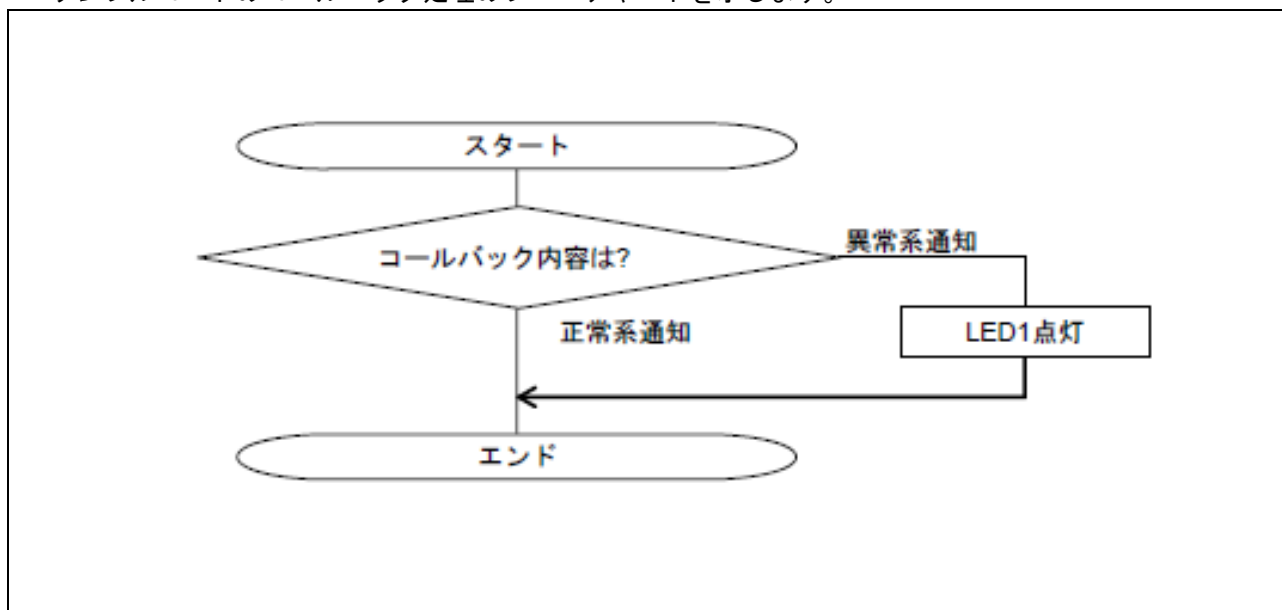 スタート
コールバック内容は?
異常系通知
正常系通知
LED1点灯
エンド